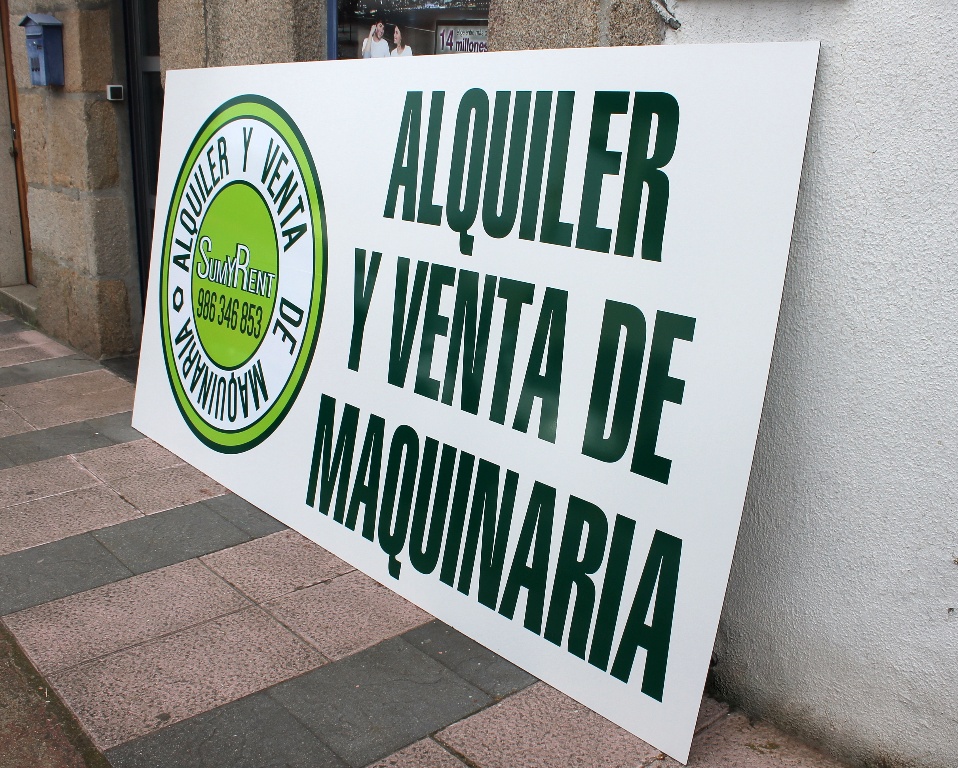 14 millones
ALQUILER Y VENTA DE MAQUINARIA
SUMYRENT
986 346 853
ALQUILER
Y VENTA DE
MAQUINARIA